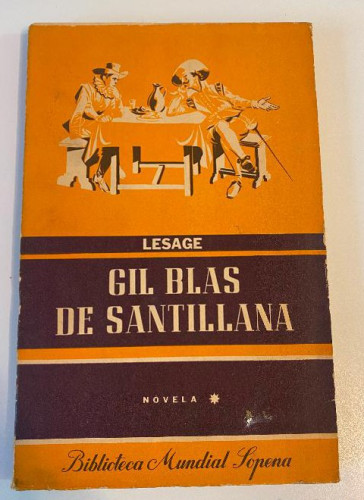 LESAGE
GIL BLAS
DE SANTILLANA
NOVELA
Biblioteca Mundial Sopena